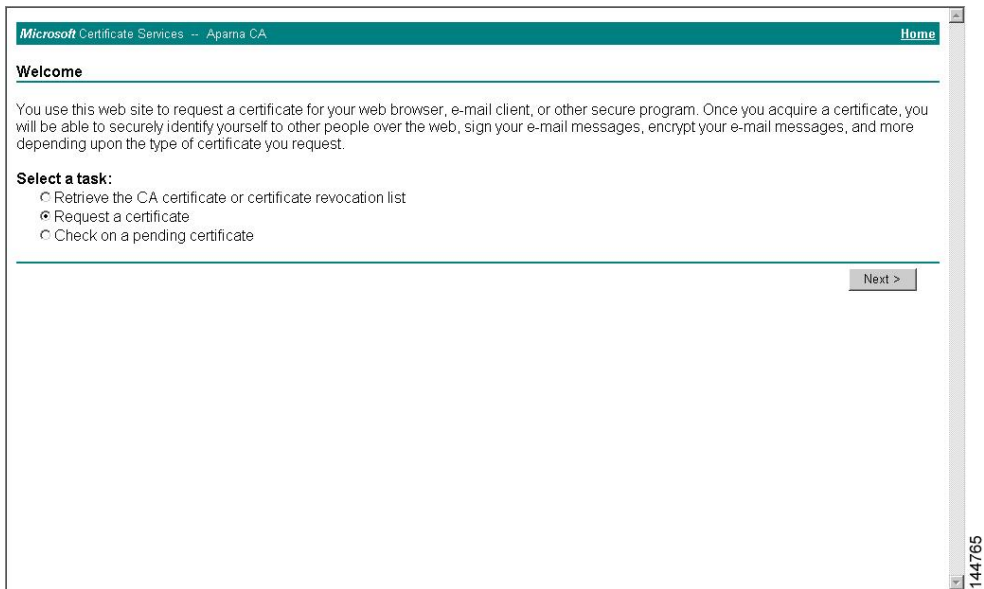 Microsoft Certificate Services -- Aparna CA Home
Welcome
You use this web site to request a certificate for your web browser, e-mail client, or other secure program. Once you acquire a certificate, you
will be able to securely identify yourself to other people over the web, sign your e-mail messages, encrypt your e-mail messages, and more
depending upon the type of certificate you request.
Select a task:
Retrieve the CA certificate or certificate revocation list
Request a certificate
Check on a pending certificate
Next >
144765